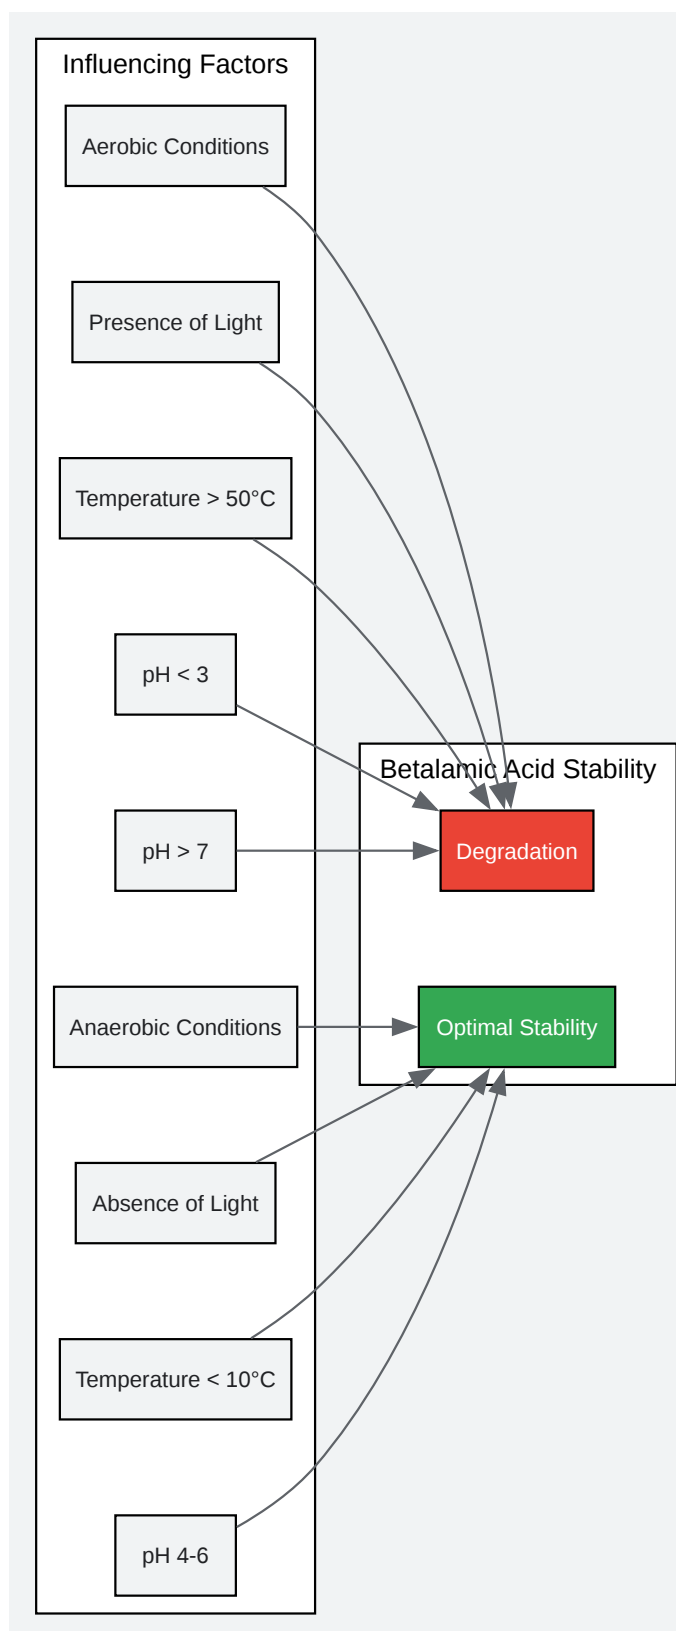 Influencing Factors
Aerobic Conditions
Presence of Light
Temperature > 50°C
pH < 3
pH > 7
Anaerobic Conditions
Absence of Light
Temperature < 10°C
pH 4-6
Betalamic Acid Stability
Degradation
Optimal Stability